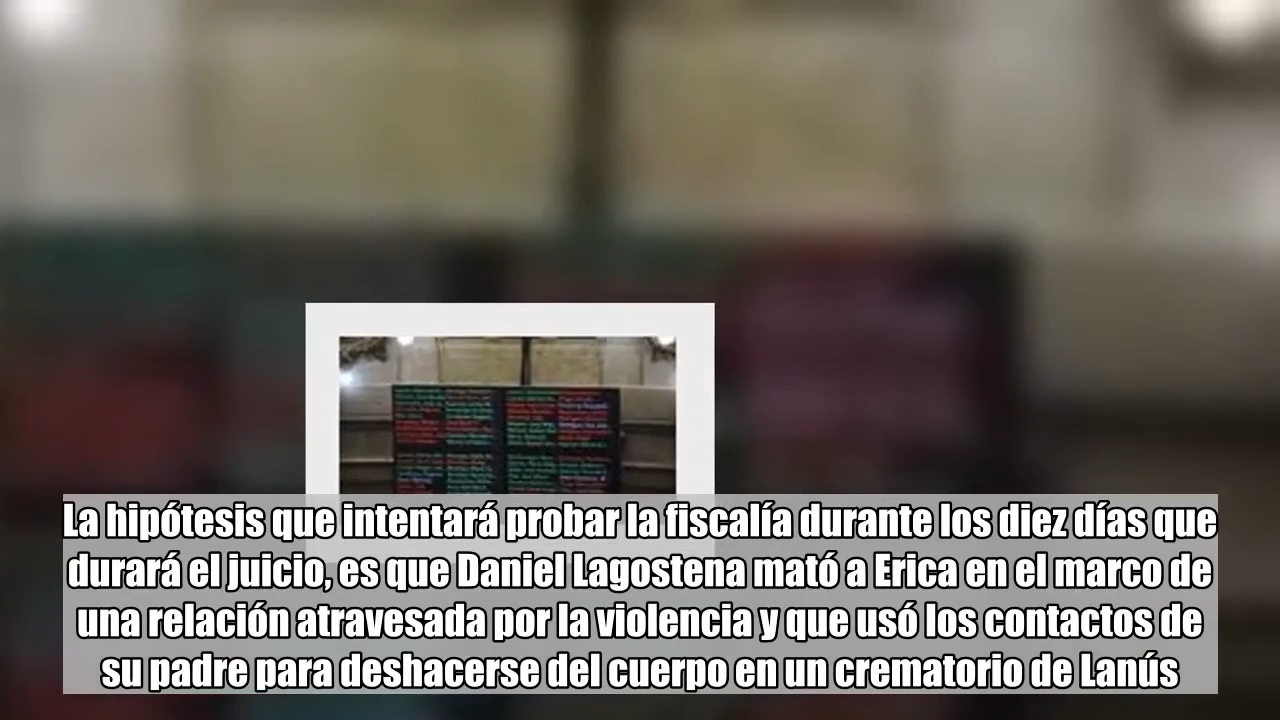 La hipótesis que intentará probar la fiscalía durante los diez días que
durará el juicio, es que Daniel Lagostena mató a Erica en el marco de
una relación atravesada por la violencia y que usó los contactos de
su padre para deshacerse del cuerpo en un crematorio de Lanús